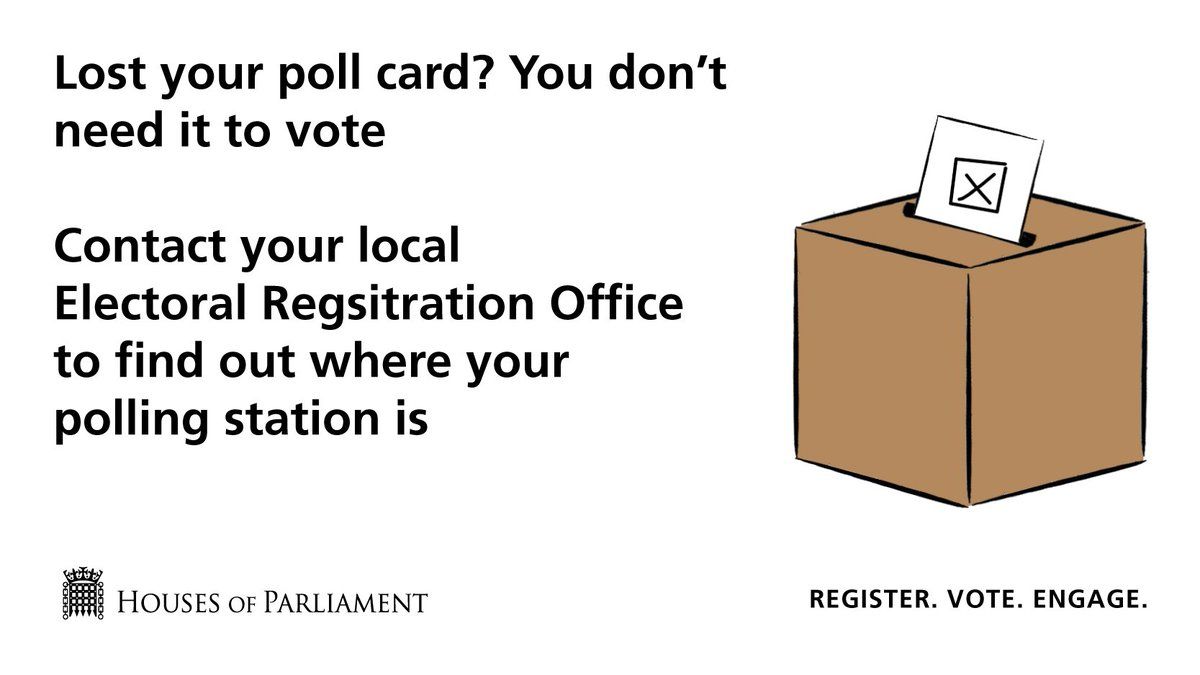 Lost your poll card? You don’t
need it to vote
Contact your local
Electoral Regsitration Office
to find out where your
polling station is
HOUSES OF PARLIAMENT
REGISTER. VOTE. ENGAGE.